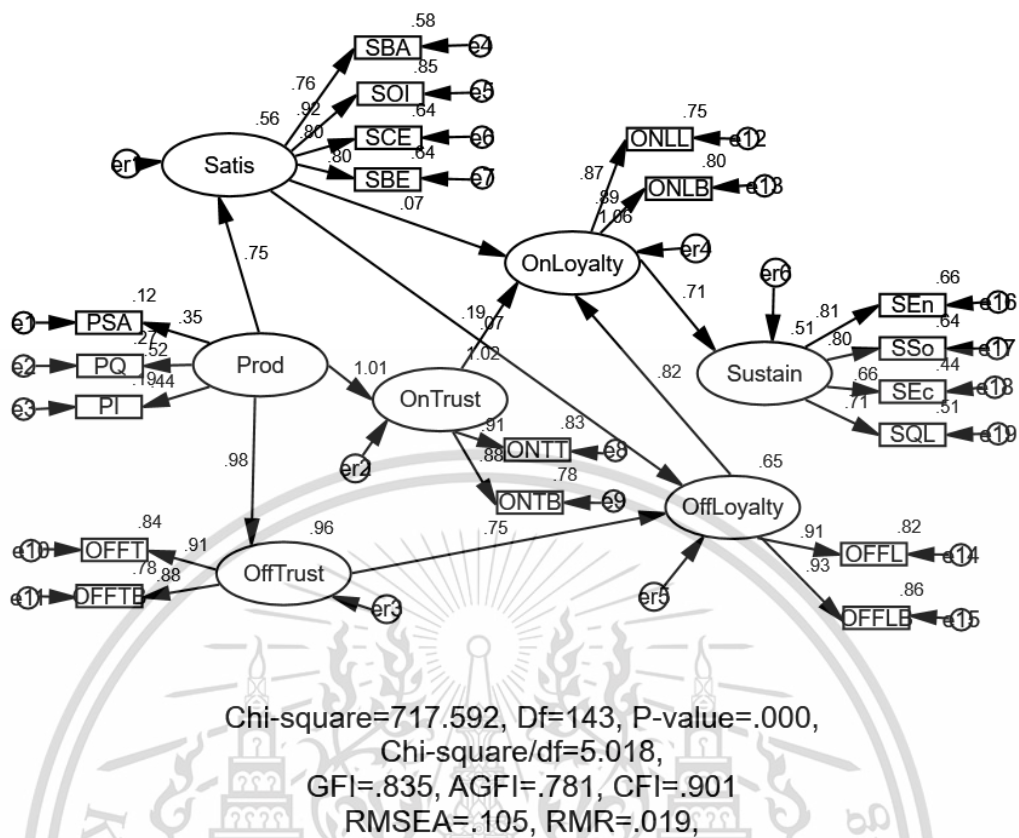 .58
SBA
e4
.76
.85
SOI
e5
.92
.64
.56
SCE
e6
.80
.64
SBE
e7
.80
er1
Satis
.07
.75
ONLL
e12
.87
.80
ONLB
e13
.89
1.06
OnLoyalty
er4
.75
.71
er6
.66
SEn
e16
.81
.64
.51
SSo
e17
.80
.44
SEc
e18
.66
.51
SQL
e19
.71
Sustain
.12
e1
PSA
.35
.27
e2
PQ
.52
.19
e3
PI
.44
Prod
.19
.07
1.02
1.01
OnTrust
.82
.91
.83
ONTT
e8
.88
.78
ONTB
e9
er2
.98
.65
OffLoyalty
.84
e10
OFFT
.91
.78
e11
OFFTB
.88
.96
OffTrust
er3
.75
er5
.91
.82
OFFL
e14
.93
.86
OFFLB
e15
Chi-square=717.592, Df=143, P-value=.000,
Chi-square/df=5.018,
GFI=.835, AGFI=.781, CFI=.901
RMSEA=.105, RMR=.019,